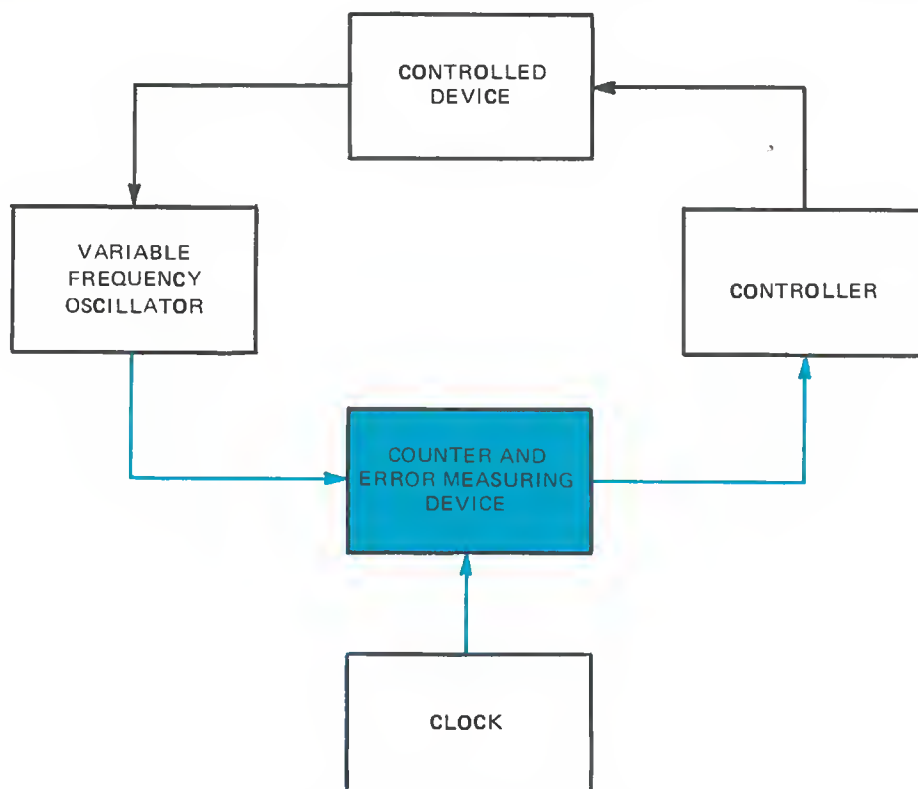 CONTROLLED
DEVICE
VARIABLE
FREQUENCY
OSCILLATOR
CONTROLLER
COUNTER AND
ERROR MEASURING
DEVICE
CLOCK